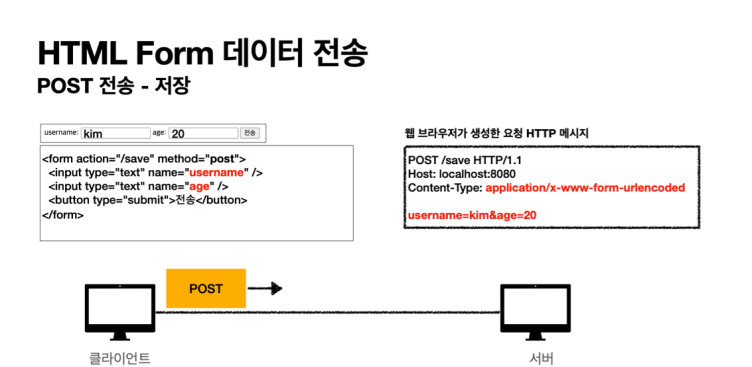 HTML Form 데이터 전송
POST 전송 - 저장
username: kim age: 20 전송
<form action="/save" method="post">
<input type="text" name="username" />
<input type="text" name="age" />
<button type="submit">전송</button>
</form>
웹 브라우저가 생성한 요청 HTTP 메시지
POST /save HTTP/1.1
Host: localhost:8080
Content-Type: application/x-www-form-urlencoded
username=kim&age=20
POST
클라이언트
서버